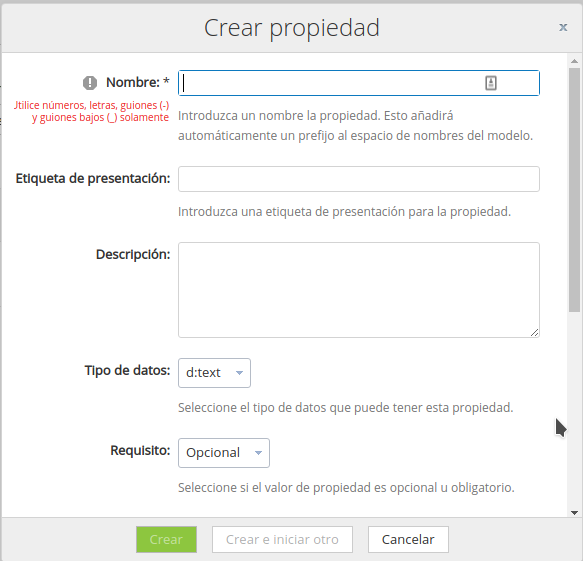 Crear propiedad
x
Nombre: *
Utilice números, letras, guiones (-)
y guiones bajos (_) solamente
Introduzca un nombre la propiedad. Esto añadirá
automáticamente un prefijo al espacio de nombres del modelo.
Etiqueta de presentación:
Introduzca una etiqueta de presentación para la propiedad.
Descripción:
Tipo de datos:
d:text
Seleccione el tipo de datos que puede tener esta propiedad.
Requisito:
Opcional
Seleccione si el valor de propiedad es opcional u obligatorio.
Crear
Crear e iniciar otro
Cancelar